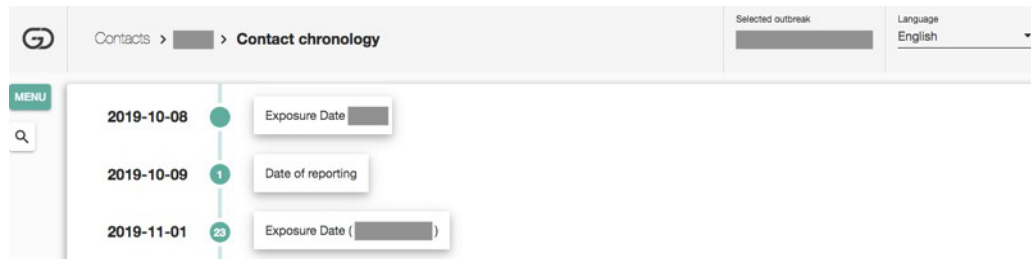 Selected outbreak
Language
Contacts > > Contact chronology
English
MENU
2019-10-08 Exposure Date
2019-10-09 1 Date of reporting
2019-11-01 23 Exposure Date ( )